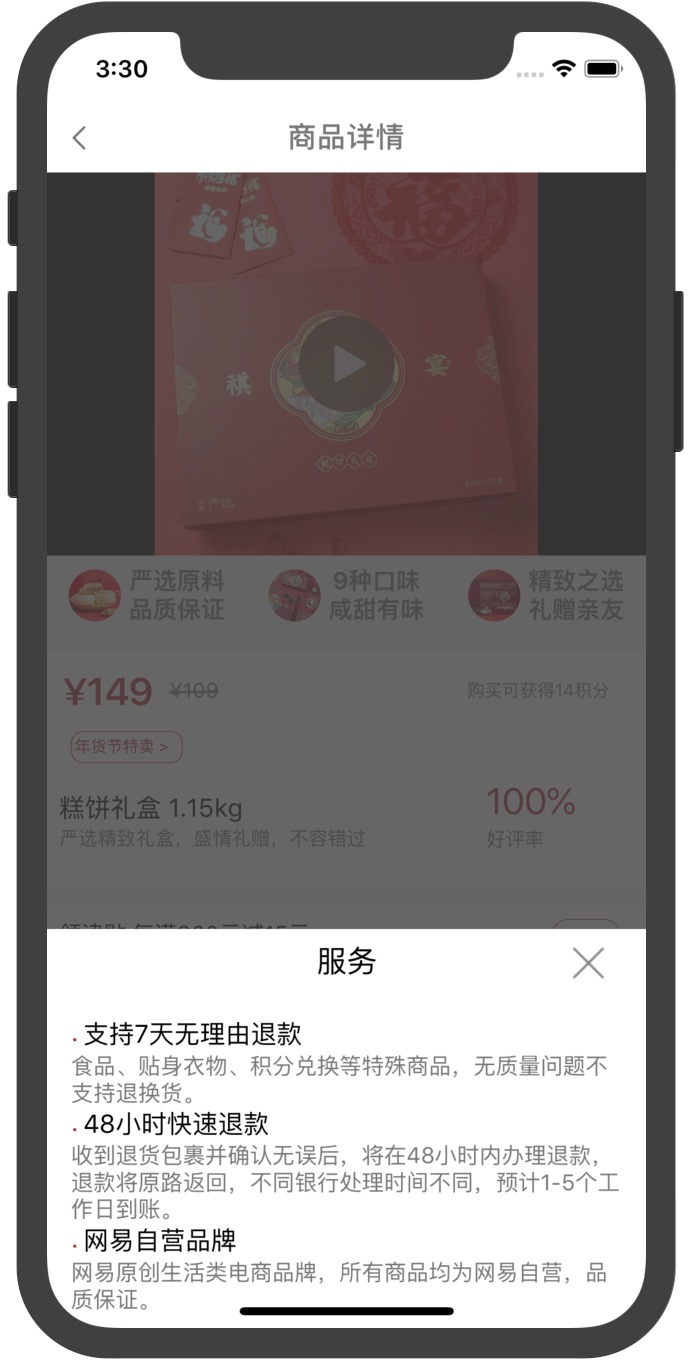 3:30
商品详情
福
祺
宴
严选原料
品质保证
9种口味
咸甜有味
精致之选
礼赠亲友
¥149 ¥109
购买可获得14积分
年货节特卖 >
糕饼礼盒 1.15kg
100%
严选精致礼盒，盛情礼赠，不容错过
好评率
服务
. 支持7天无理由退款
食品、贴身衣物、积分兑换等特殊商品，无质量问题不
支持退换货。
. 48小时快速退款
收到退货包裹并确认无误后，将在48小时内办理退款，
退款将原路返回，不同银行处理时间不同，预计1-5个工
作日到账。
. 网易自营品牌
网易原创生活类电商品牌，所有商品均为网易自营，品
质保证。